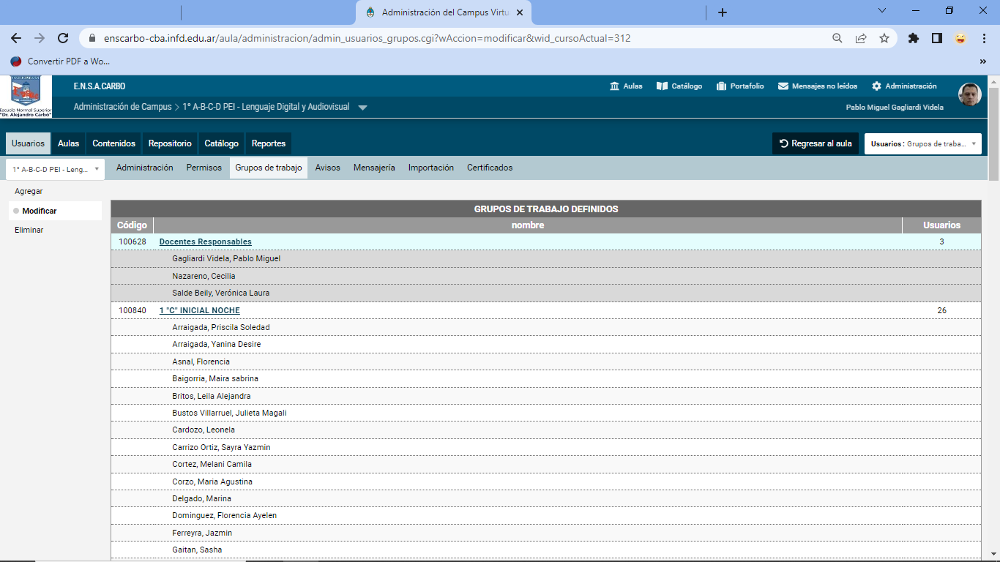 Administración del Campus Virtu
enscarbo-cba.infd.edu.ar/aula/administracion/admin_usuarios_grupos.cgi?wAccion=modificar&wid_cursoActual=312
Convertir PDF a Wo...
»
Escuela Normal Superior
"Dr. Alejandro Carbó"
E.N.S.A.CARBO
Aulas Catálogo Portafolio Mensajes no leídos Administración
Administración de Campus > 1º A-B-C-D PEI - Lenguaje Digital y Audiovisual
Pablo Miguel Gagliardi Videla
Usuarios Aulas Contenidos Repositorio Catálogo Reportes
Regresar al aula
Usuarios : Grupos de traba...
1° A-B-C-D PEI - Leng...
Administración Permisos Grupos de trabajo Avisos Mensajería Importación Certificados
Agregar
Modificar
Eliminar
GRUPOS DE TRABAJO DEFINIDOS
Código nombre Usuarios
100628 Docentes Responsables 3
Gagliardi Videla, Pablo Miguel
Nazareno, Cecilia
Salde Beily, Verónica Laura
100840 1 "C" INICIAL NOCHE 26
Arraigada, Priscila Soledad
Arraigada, Yanina Desire
Asnal, Florencia
Baigorria, Maira sabrina
Britos, Leila Alejandra
Bustos Villarruel, Julieta Magali
Cardozo, Leonela
Carrizo Ortiz, Sayra Yazmin
Cortez, Melani Camila
Corzo, Maria Agustina
Delgado, Marina
Dominguez, Florencia Ayelen
Ferreyra, Jazmin
Gaitan, Sasha